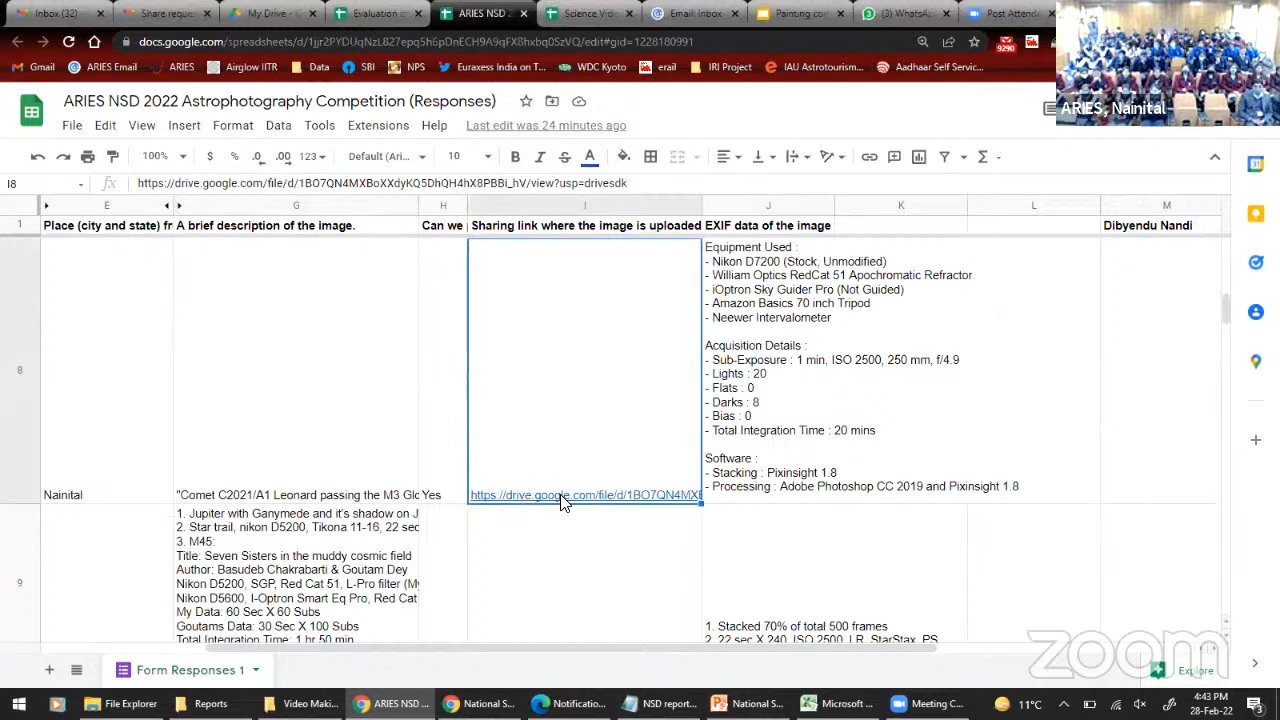 Inbox (15)
Share reque
My Drive - G
Evaluation c
ARIES NSD 2
Science Vid
Email: Inbox
Painting con
(3) WhatsAp
Post Attend
docs.google.com/spreadsheets/d/1jjr2PYDUqNzL827epq5h6pDnECH9A9qFX8hxbq0SzVQ/edit#gid=1228180991
9290
Gmail
ARIES Email
ARIES
Airglow IITR
Data
SBI
NPS
Euraxess India on T...
WDC Kyoto
erail
IRI Project
IAU Astrotourism...
Aadhaar Self Servic...
ARIES, Nainital
ARIES NSD 2022 Astrophotography Competition (Responses)
File Edit View Insert Format Data Tools Extensions Help Last edit was 24 minutes ago
100% $ % .0 .00 123 Default (Ari... 10 B I S A
I8 fx https://drive.google.com/file/d/1BO7QN4MXBoXXdyKQ5DhQH4hX8PBBi_hV/view?usp=drivesdk
E G H I J K L M
1 Place (city and state) fr A brief description of the image. Can we Sharing link where the image is uploaded EXIF data of the image Dibyendu Nandi
Equipment Used :
- Nikon D7200 (Stock, Unmodified)
- William Optics RedCat 51 Apochromatic Refractor
- iOptron Sky Guider Pro (Not Guided)
- Amazon Basics 70 inch Tripod
- Neewer Intervalometer
Acquisition Details :
- Sub-Exposure : 1 min, ISO 2500, 250 mm, f/4.9
8
- Lights : 20
- Flats : 0
- Darks : 8
- Bias : 0
- Total Integration Time : 20 mins
Software :
- Stacking : Pixinsight 1.8
- Processing : Adobe Photoshop CC 2019 and Pixinsight 1.8
Nainital "Comet C2021/A1 Leonard passing the M3 Glo Yes https://drive.google.com/file/d/1BO7QN4MXB
1. Jupiter with Ganymede and it's shadow on J
2. Star trail, nikon D5200, Tikona 11-16, 22 sec
3. M45:
Title: Seven Sisters in the muddy cosmic field
Author: Basudeb Chakrabarti & Goutam Dey
9
Nikon D5200, SGP, Red Cat 51, L-Pro filter (My
Nikon D5600, I-Optron Smart Eq Pro, Red Cat
My Data: 60 Sec X 60 Subs
Goutams Data: 30 Sec X 100 Subs
Total Integration Time: 1 hr 50 min
1. Stacked 70% of total 500 frames
2. 22 sec X 240, ISO 2500, LR, StarStax, PS
zoom
Form Responses 1
Explore
File Explorer
Reports
Video Maki...
ARIES NSD ...
National S...
Notificatio...
NSD report...
National S...
Microsoft ...
Meeting C...
11°C
4:43 PM
28-Feb-22
3